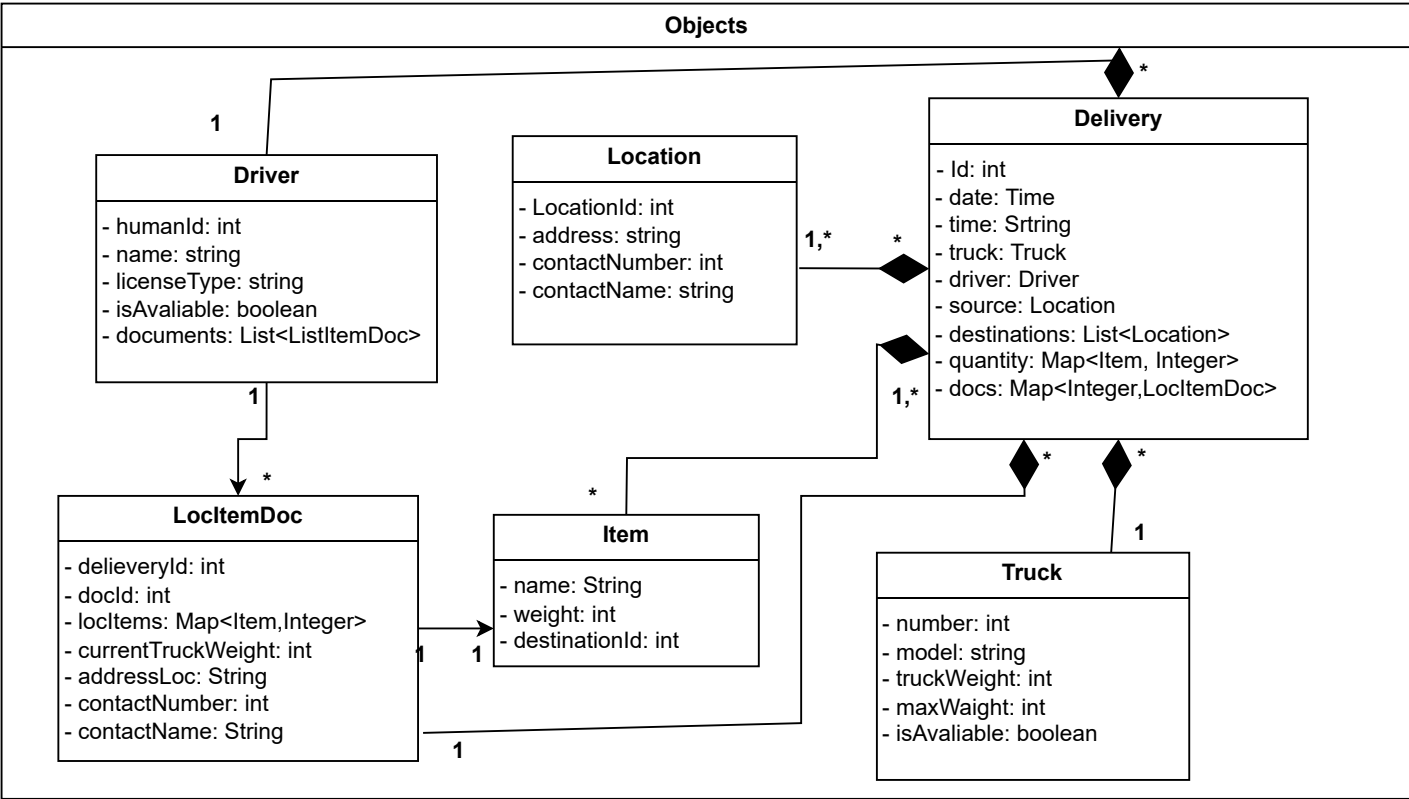 Objects
*
1
Delivery
- Id: int
- date: Time
- time: Srtring
- truck: Truck
- driver: Driver
- source: Location
- destinations: List<Location>
- quantity: Map<Item, Integer>
- docs: Map<Integer,LocItemDoc>
Location
- LocationId: int
- address: string
- contactNumber: int
- contactName: string
1,*
*
Driver
- humanId: int
- name: string
- licenseType: string
- isAvaliable: boolean
- documents: List<ListItemDoc>
1
*
1,*
*
*
*
1
LocItemDoc
- delieveryId: int
- docId: int
- locItems: Map<Item,Integer>
- currentTruckWeight: int
- addressLoc: String
- contactNumber: int
- contactName: String
1
1
1
Item
- name: String
- weight: int
- destinationId: int
Truck
- number: int
- model: string
- truckWeight: int
- maxWaight: int
- isAvaliable: boolean